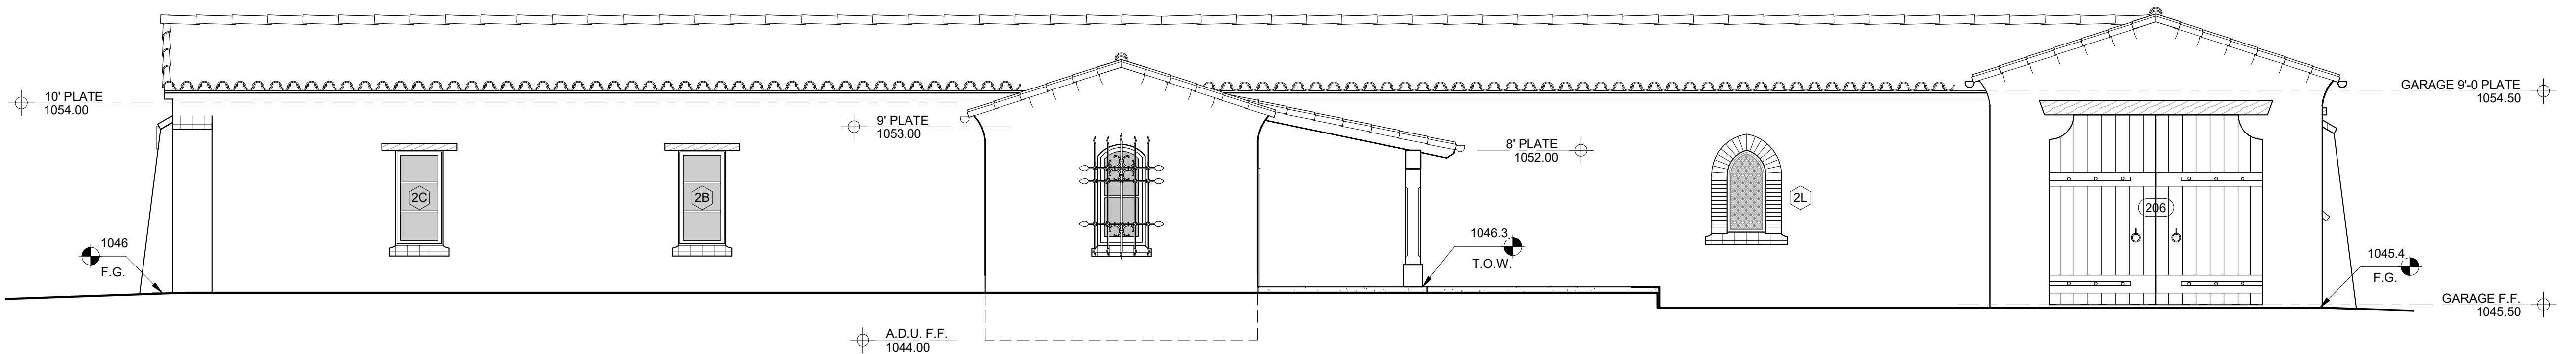 10' PLATE
1054.00
9' PLATE
1053.00
8' PLATE
1052.00
GARAGE 9'-0 PLATE
1054.50
2C
2B
2L
206
1046
F.G.
1046.3
T.O.W.
1045.4
F.G.
GARAGE F.F.
1045.50
A.D.U. F.F.
1044.00